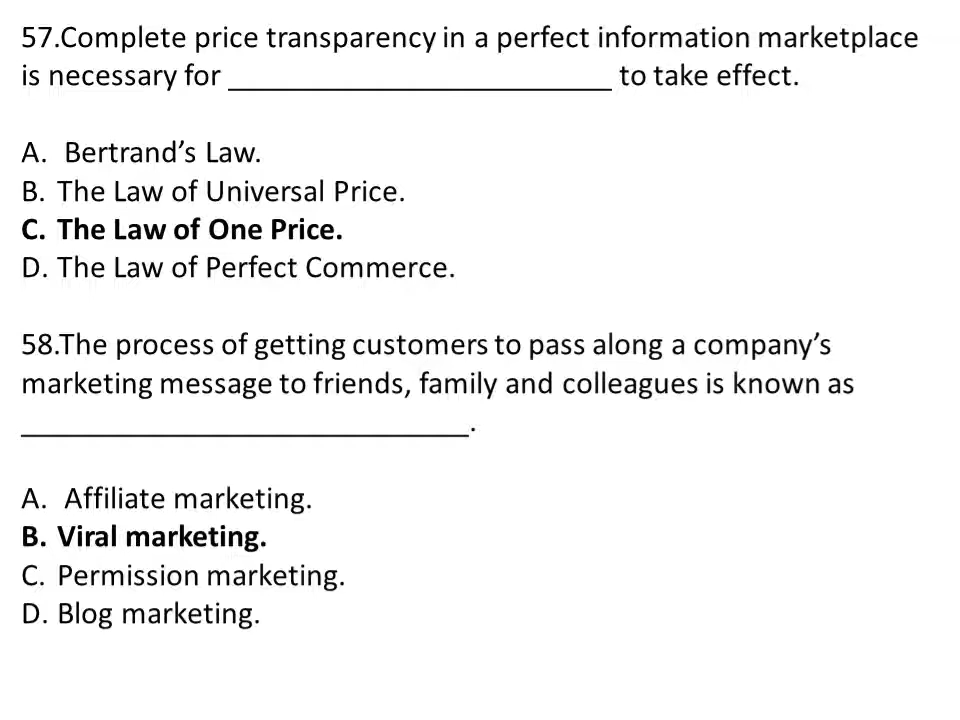 57.Complete price transparency in a perfect information marketplace
is necessary for _________________________ to take effect.
A. Bertrand’s Law.
B. The Law of Universal Price.
C. The Law of One Price.
D. The Law of Perfect Commerce.
58.The process of getting customers to pass along a company’s
marketing message to friends, family and colleagues is known as
_____________________________.
A. Affiliate marketing.
B. Viral marketing.
C. Permission marketing.
D. Blog marketing.